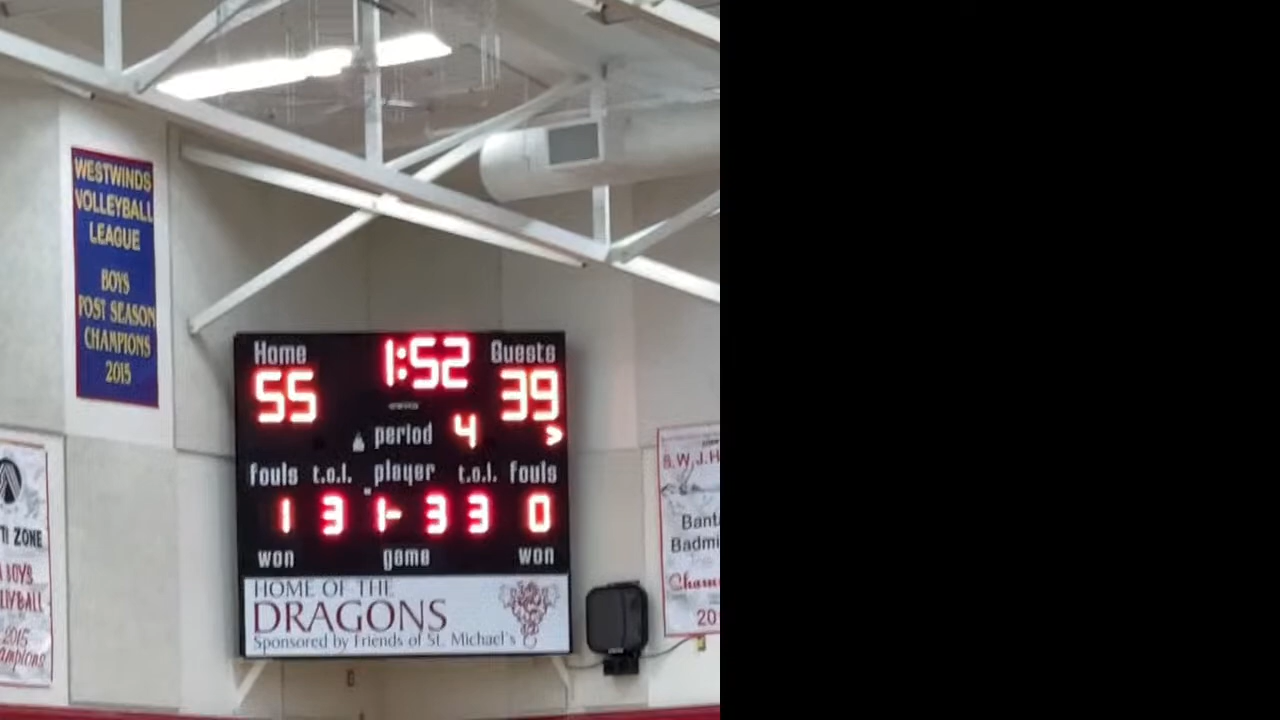 WESTWINDS
VOLLEYBALL
LEAGUE
BOYS
POST SEASON
CHAMPIONS
2015
Home 1:52 Guests
55 39
period 4
fouls t.o.l. player t.o.l. fouls
1 3 1- 3 3 0
won game won
HOME OF THE
DRAGONS
Sponsored by Friends of St. Michael's
ZONE
BOYS
2015
B.W.J.H
Badmi
20